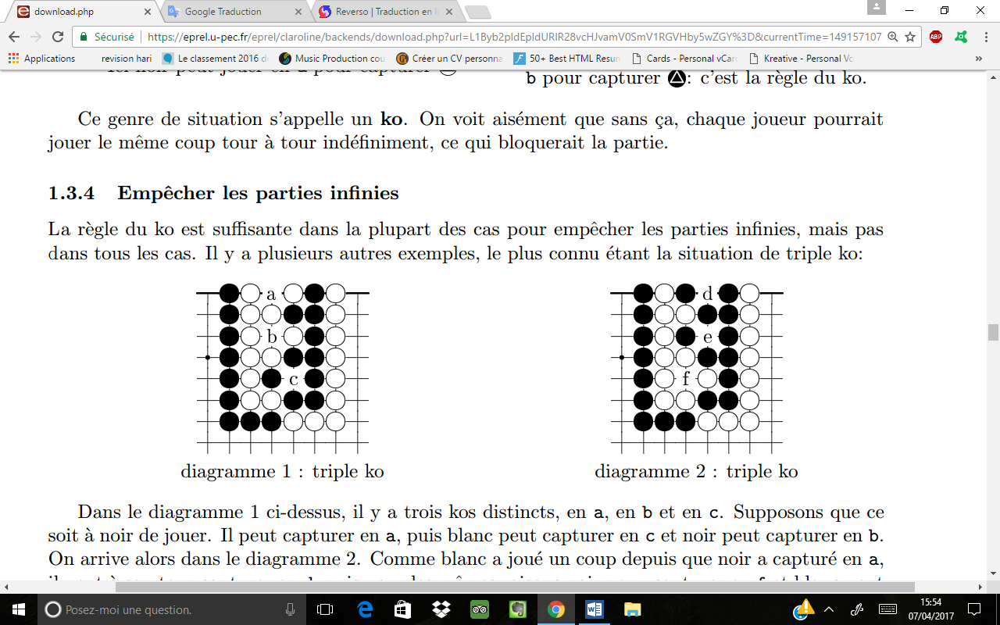 download.php
Google Traduction
Reverso | Traduction en l
Sécurisé
https://eprel.u-pec.fr/eprel/claroline/backends/download.php?url=L1Byb2pldEpldURlR28vcHJvamV0SmV1RGVHby5wZGY%3D&currentTime=149157107
ABP
Applications
revision hari
Le classement 2016 d
Music Production cou
Créer un CV personna
50+ Best HTML Resun
Cards - Personal vCar
Kreative - Personal Vc
»
Ici noir peut jouer en a pour capturer
b pour capturer : c'est la règle du ko.
Ce genre de situation s'appelle un ko. On voit aisément que sans ça, chaque joueur pourrait
jouer le même coup tour à tour indéfiniment, ce qui bloquerait la partie.
1.3.4 Empêcher les parties infinies
La règle du ko est suffisante dans la plupart des cas pour empêcher les parties infinies, mais pas
dans tous les cas. Il y a plusieurs autres exemples, le plus connu étant la situation de triple ko:
a
b
c
d
e
f
diagramme 1 : triple ko
diagramme 2 : triple ko
Dans le diagramme 1 ci-dessus, il y a trois kos distincts, en a, en b et en c. Supposons que ce
soit à noir de jouer. Il peut capturer en a, puis blanc peut capturer en c et noir peut capturer en b.
On arrive alors dans le diagramme 2. Comme blanc a joué un coup depuis que noir a capturé en a,
Posez-moi une question.
15:54
07/04/2017